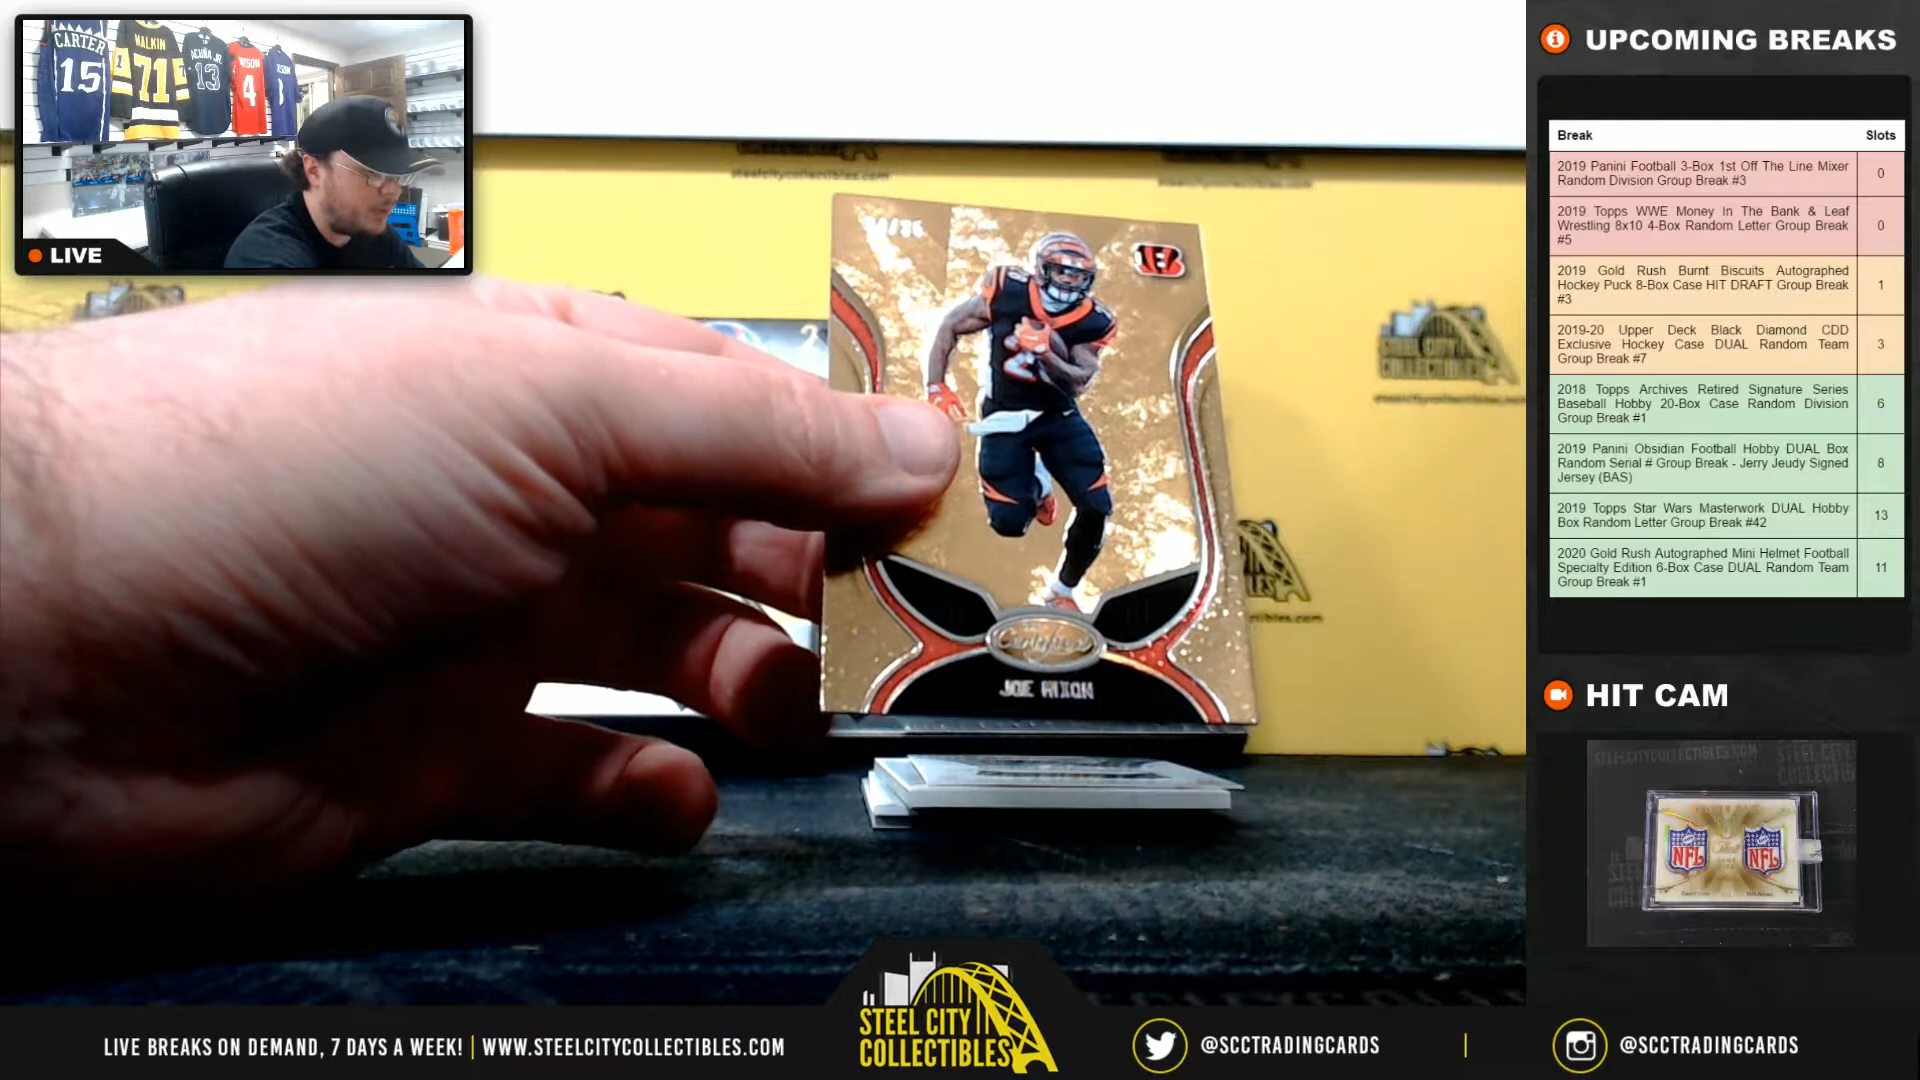 CARTER
15
MALKIN
71
ACUÑA JR
13
4
LIVE
JOE MIXON
STEEL CITY
COLLECTIBLES
UPCOMING BREAKS
Break Slots
2019 Panini Football 3-Box 1st Off The Line Mixer
Random Division Group Break #3
0
2019 Topps WWE Money In The Bank & Leaf
Wrestling 8x10 4-Box Random Letter Group Break
#5
0
2019 Gold Rush Burnt Biscuits Autographed
Hockey Puck 8-Box Case HIT DRAFT Group Break
#3
1
2019-20 Upper Deck Black Diamond CDD
Exclusive Hockey Case DUAL Random Team
Group Break #7
3
2018 Topps Archives Retired Signature Series
Baseball Hobby 20-Box Case Random Division
Group Break #1
6
2019 Panini Obsidian Football Hobby DUAL Box
Random Serial # Group Break - Jerry Jeudy Signed
Jersey (BAS)
8
2019 Topps Star Wars Masterwork DUAL Hobby
Box Random Letter Group Break #42
13
2020 Gold Rush Autographed Mini Helmet Football
Specialty Edition 6-Box Case DUAL Random Team
Group Break #1
11
HIT CAM
NFL
NFL
LIVE BREAKS ON DEMAND, 7 DAYS A WEEK! | WWW.STEELCITYCOLLECTIBLES.COM
STEEL CITY
COLLECTIBLES
@SCCTRADINGCARDS | @SCCTRADINGCARDS